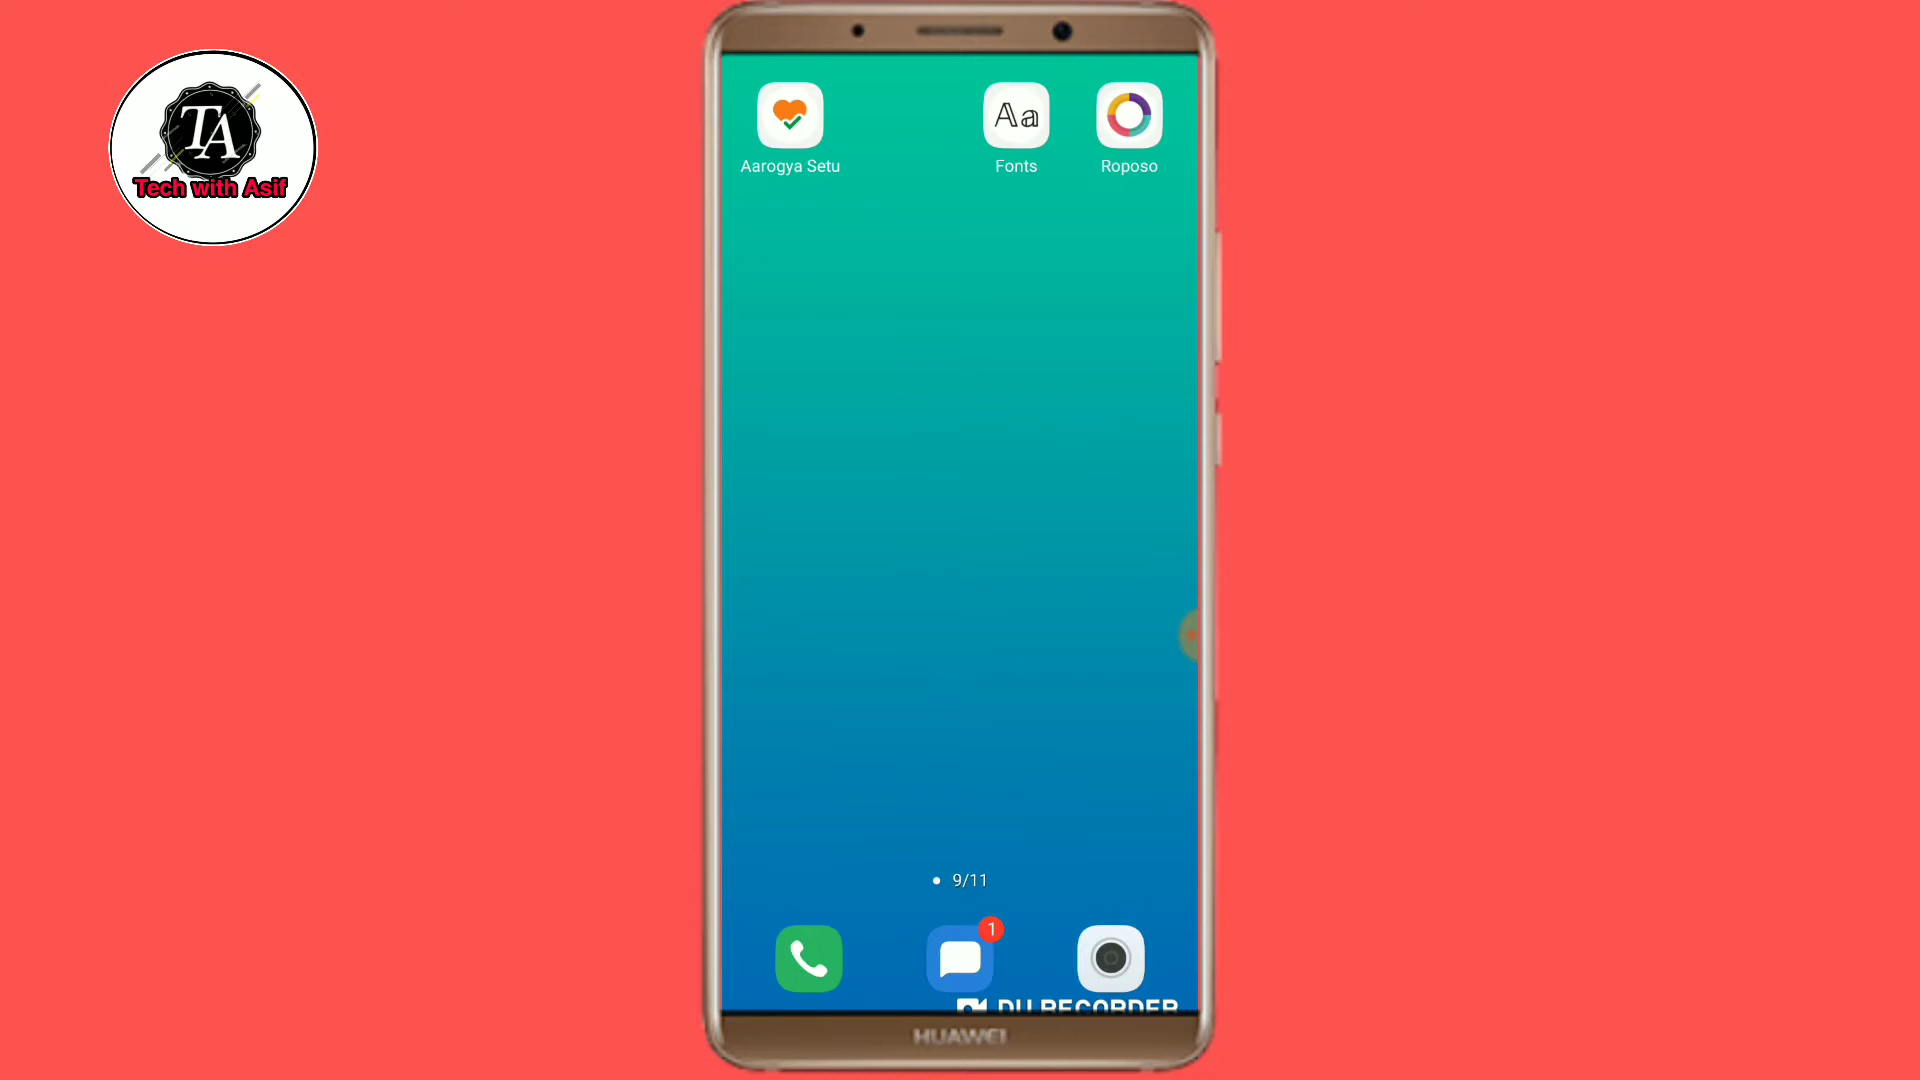 TA
Tech with Asif
Aa
Aarogya Setu
Fonts
Roposo
9/11
1
DU RECORDER
HUAWEI